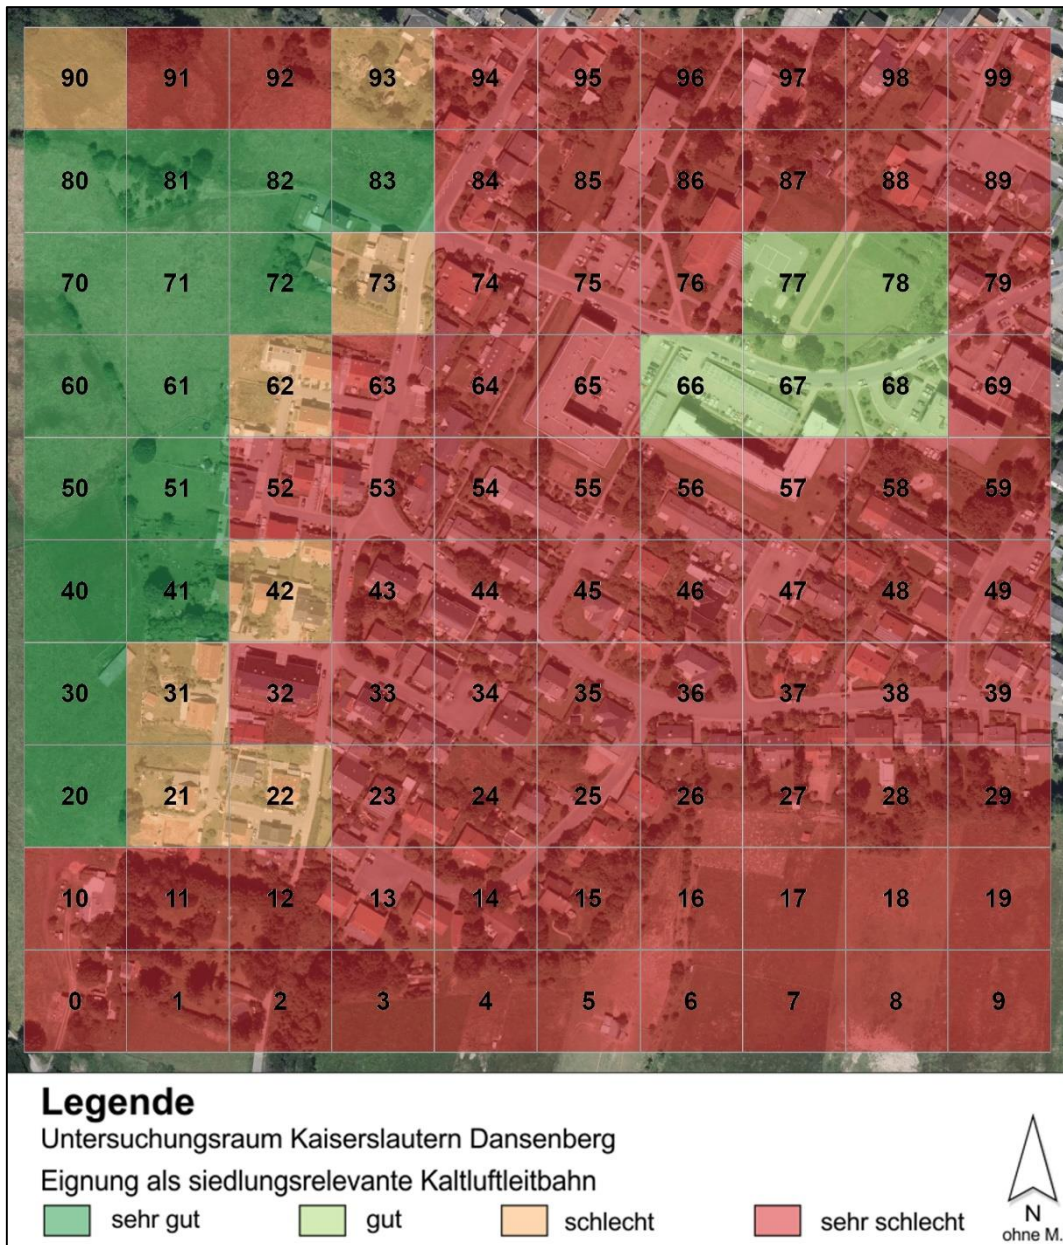 90 91 92 93 94 95 96 97 98 99
80 81 82 83 84 85 86 87 88 89
70 71 72 73 74 75 76 77 78 79
60 61 62 63 64 65 66 67 68 69
50 51 52 53 54 55 56 57 58 59
40 41 42 43 44 45 46 47 48 49
30 31 32 33 34 35 36 37 38 39
20 21 22 23 24 25 26 27 28 29
10 11 12 13 14 15 16 17 18 19
0 1 2 3 4 5 6 7 8 9
Legende
Untersuchungsraum Kaiserslautern Dansenberg
Eignung als siedlungsrelevante Kaltluftleitbahn
sehr gut gut schlecht sehr schlecht
N
ohne M.